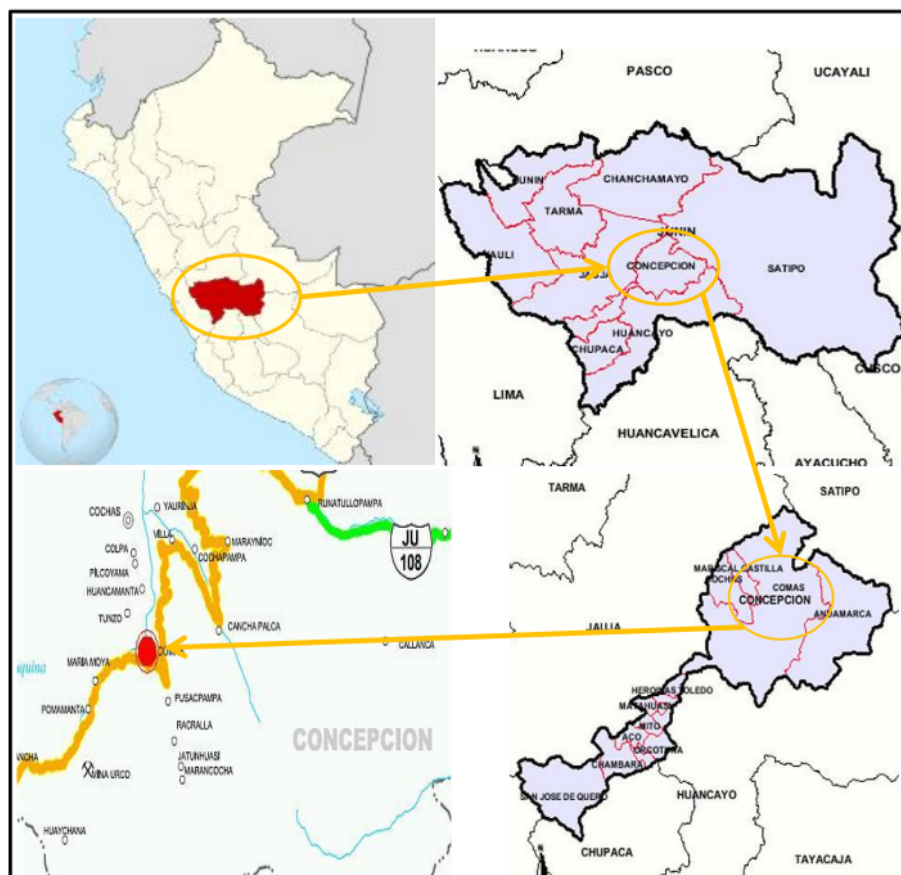 PASCO
UCAYALI
JUNIN
CHANCHAMAYO
TARMA
JUNIN
CONCEPCION
SATIPO
HUANCAYO
CHUPACA
LIMA
CUSCO
HUANCAVELICA
AYACUCHO
RUNATULLOPAMPA
YAURINJA
COCHAS
VILLA
MARAYNIOC
JU
108
COLPA
COCHAPAMPA
PILCOYAMA
HUANCAMANTA
TUNZO
CANCHA PALCA
CALLANCA
MARIA MOYA
PUSACPAMPA
POMAMANTA
RACRALLA
CONCEPCION
JATUNHUASI
MARANCOCHA
MINA URCO
HUAYCHANA
TARMA
SATIPO
MARISCAL CASTILLA
COCHAS
COMAS
CONCEPCION
ANDAMARCA
JAUJA
HEROINAS TOLEDO
MATAHUASI
MITO
ACO
ORCOTUNA
CHAMBARA
SAN JOSE DE QUERO
HUANCAYO
CHUPACA
TAYACAJA